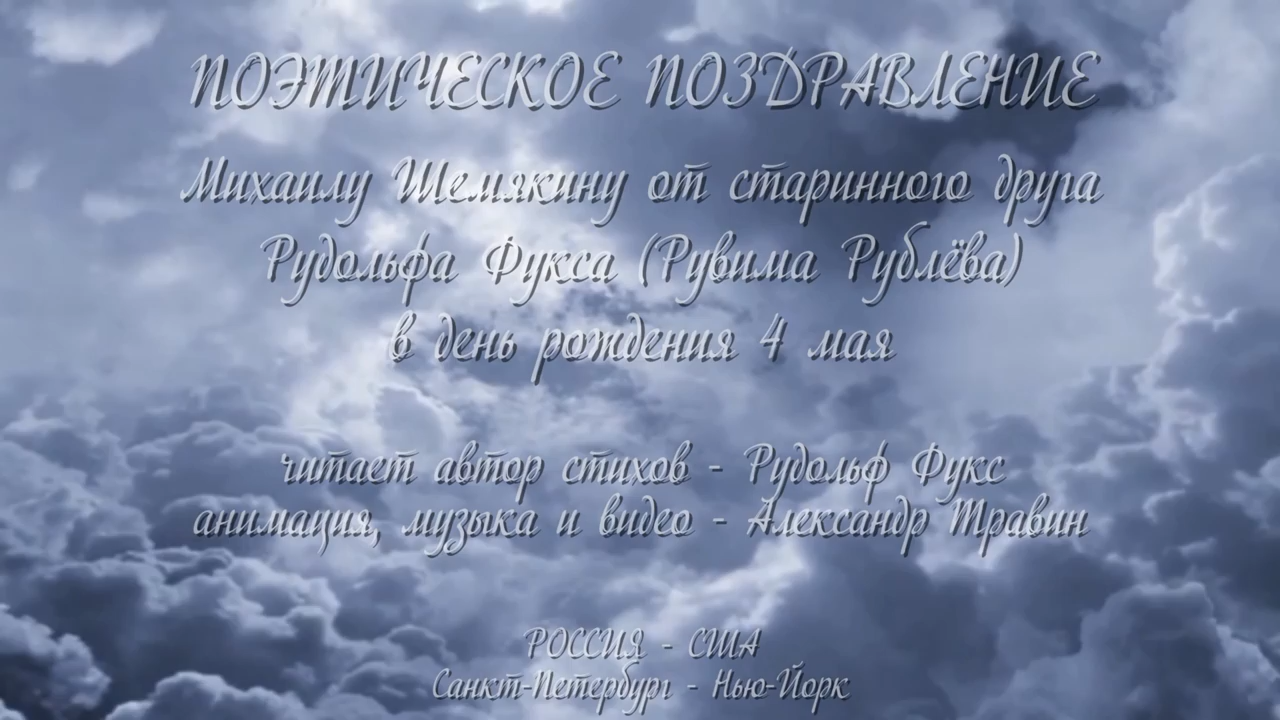 ПОЭТИЧЕСКОЕ ПОЗДРАВЛЕНИЕ
Михаилу Шемякину от старинного друга
Рудольфа Фукса (Рувима Рублёва)
в день рождения 4 мая
читает автор стихов - Рудольф Фукс
анимация, музыка и видео - Александр Травин
РОССИЯ - США
Санкт-Петербург - Нью-Йорк